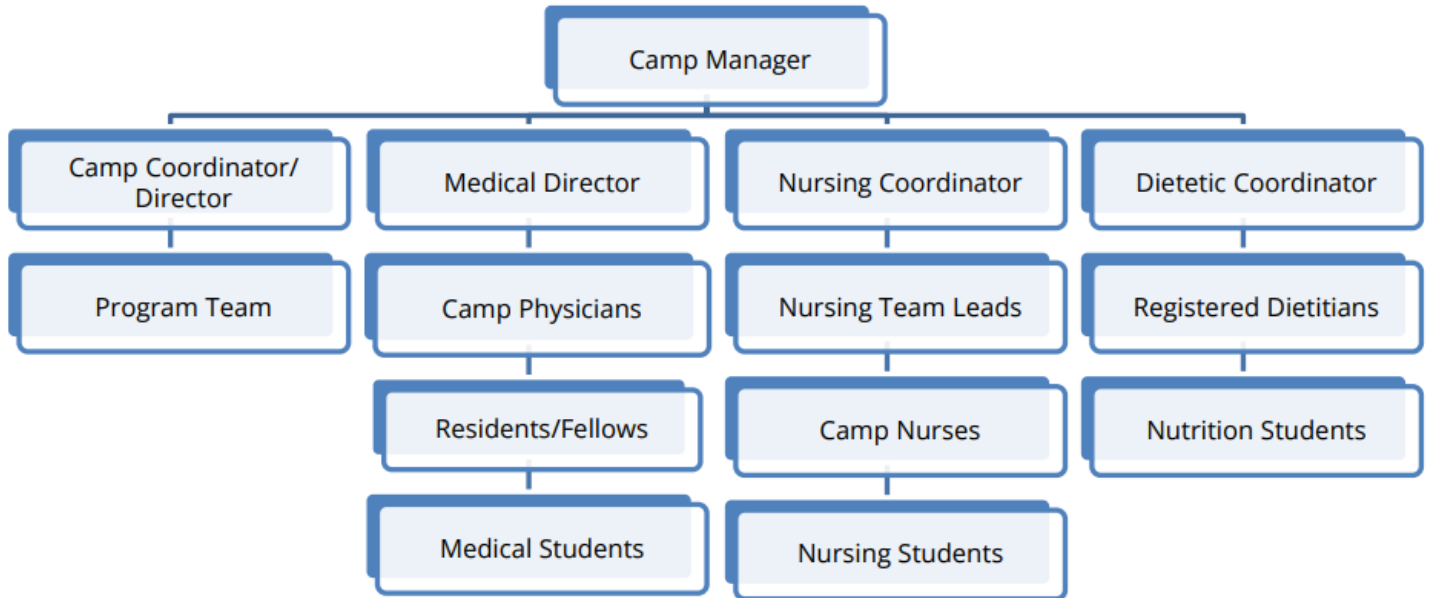 Camp Manager
Camp Coordinator/
Director
Medical Director
Nursing Coordinator
Dietetic Coordinator
Program Team
Camp Physicians
Nursing Team Leads
Registered Dietitians
Residents/Fellows
Camp Nurses
Nutrition Students
Medical Students
Nursing Students